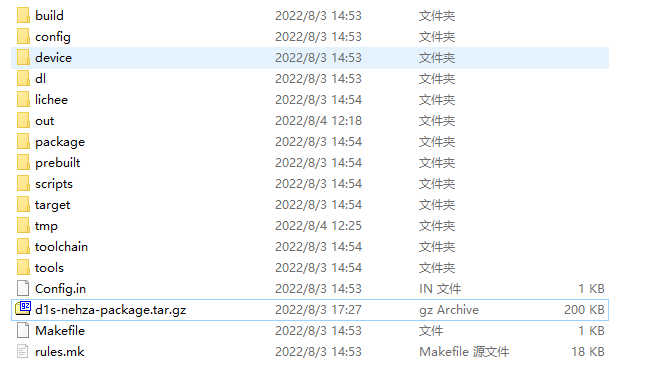 build 2022/8/3 14:53 文件夹
config 2022/8/3 14:53 文件夹
device 2022/8/3 14:53 文件夹
dl 2022/8/3 14:53 文件夹
lichee 2022/8/3 14:54 文件夹
out 2022/8/4 12:18 文件夹
package 2022/8/3 14:54 文件夹
prebuilt 2022/8/3 14:54 文件夹
scripts 2022/8/3 14:54 文件夹
target 2022/8/3 14:54 文件夹
tmp 2022/8/4 12:25 文件夹
toolchain 2022/8/3 14:54 文件夹
tools 2022/8/3 14:54 文件夹
Config.in 2022/8/3 14:53 IN 文件 1 KB
d1s-nehza-package.tar.gz 2022/8/3 17:27 gz Archive 200 KB
Makefile 2022/8/3 14:53 文件 1 KB
rules.mk 2022/8/3 14:53 Makefile 源文件 18 KB